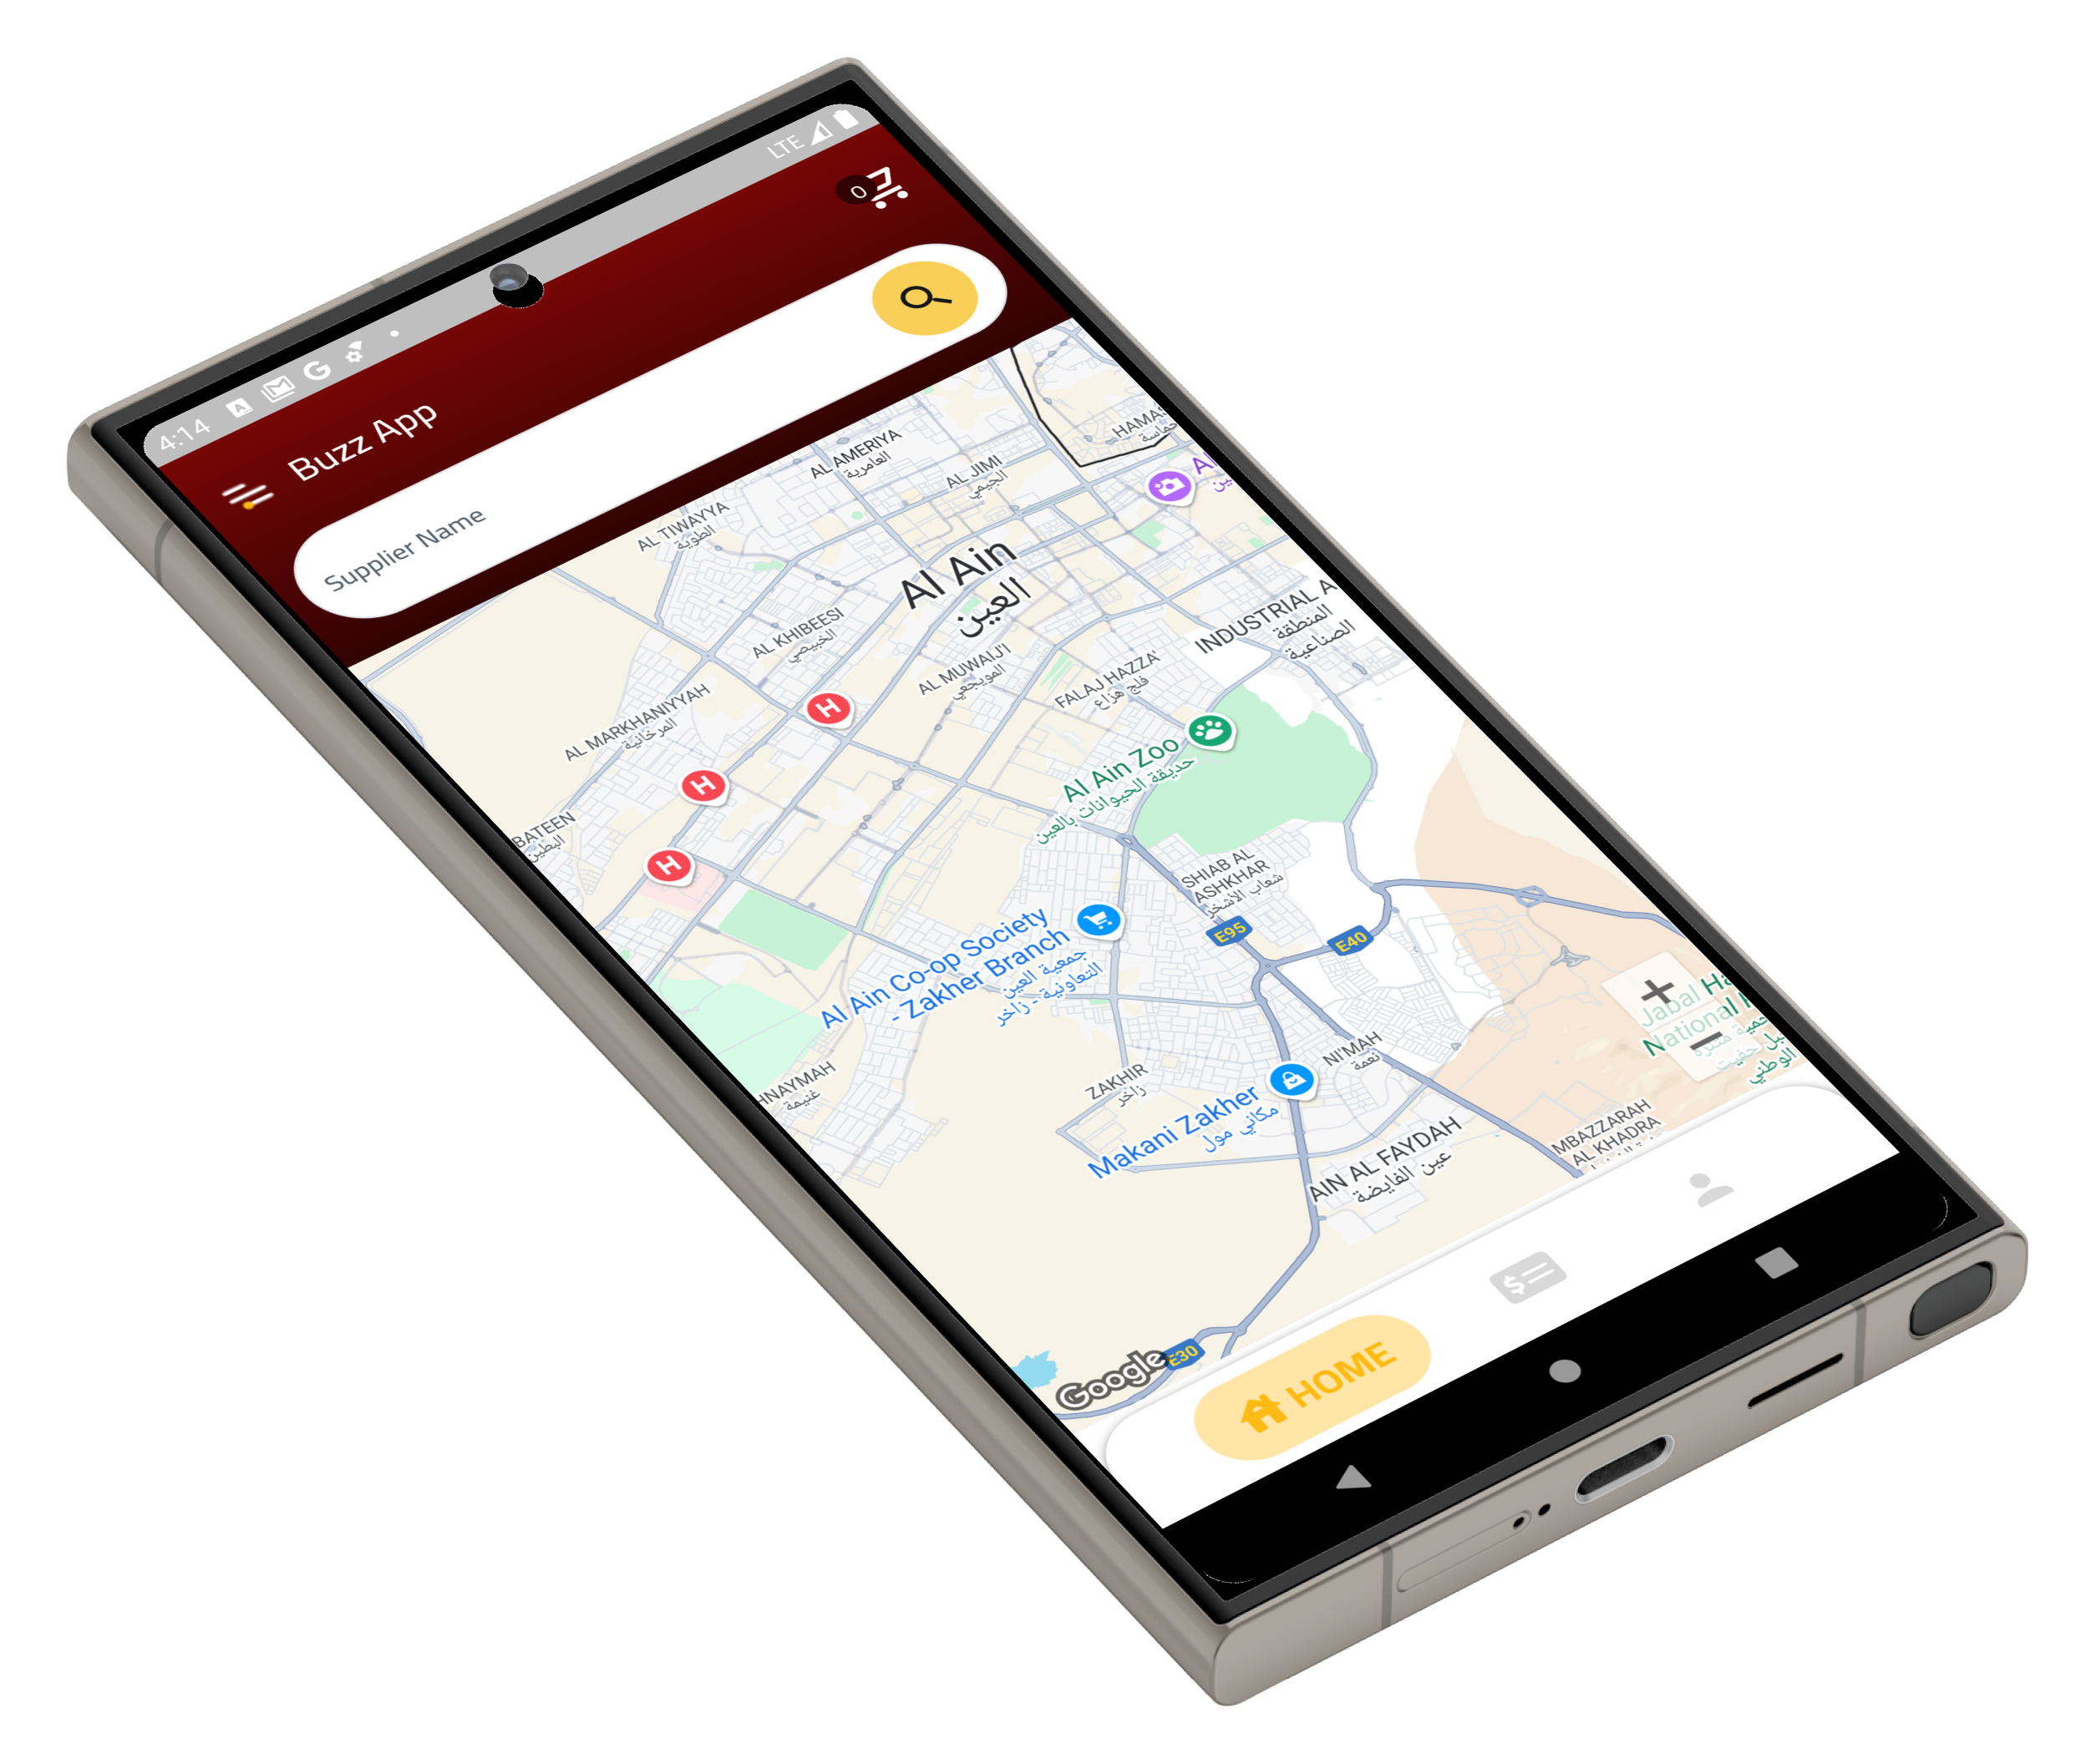 4:14
LTE
Buzz App
0
Supplier Name
HAMAS
حماسة
AL AMERIYA
العامرية
AL JIMI
الجيمي
Al
ين
AL TIWAYYA
الطوية
Al Ain
العين
INDUSTRIAL A
المنطقة
الصناعية
AL KHIBEESI
الخبيصي
AL MUWAIJ'I
المويجعي
FALAJ HAZZA'
فلج هزاع
AL MARKHANIYYAH
المرخانية
H
H
Al Ain Zoo
حديقة الحيوانات بالعين
BATEEN
البطين
H
SHIAB AL
ASHKHAR
شعاب الأشخر
Al Ain Co-op Society
- Zakher Branch
جمعية العين
التعاونية - زاخر
E95
E40
+
Jabal Ha
National
−
الوطني
HNAYMAH
غنيمة
ZAKHIR
زاخر
NI'MAH
نعمة
Makani Zakher
مكاني مول
AIN AL FAYDAH
عين الفايضة
MBAZZARAH
AL KHADRA
E30
Google
HOME